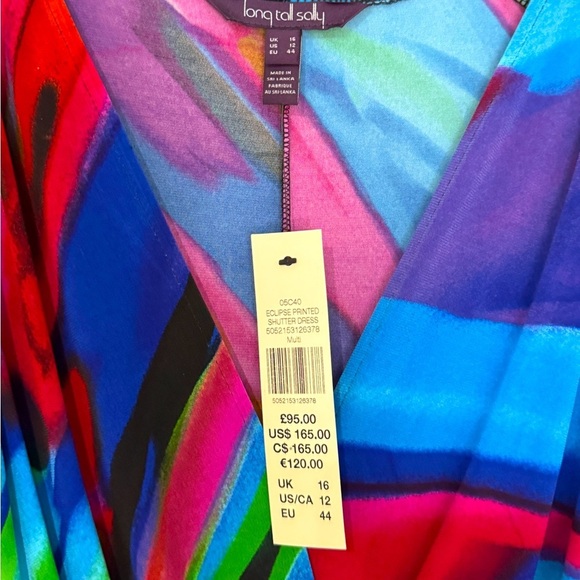 long tall sally
UK 16
US 12
EU 44
MADE IN
SRI LANKA
FABRIQUE
AU SRI LANKA
05C40
ECLIPSE PRINTED
SHUTTER DRESS
5052153126378
Multi
5052153126378
£95.00
US$ 165.00
C$ 165.00
€120.00
UK 16
US/CA 12
EU 44